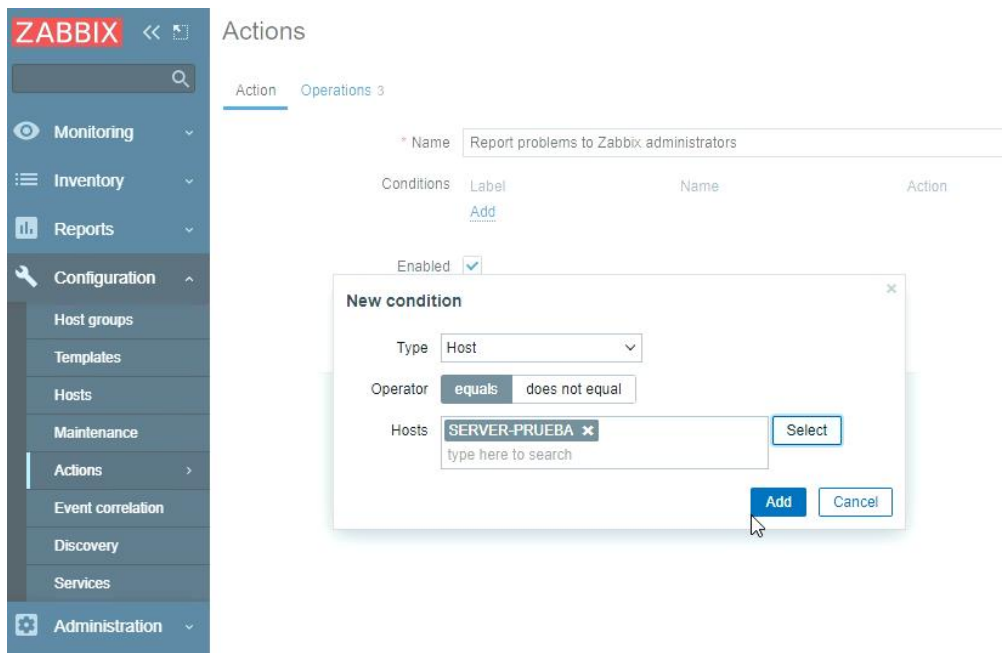 ZABBIX
Actions
Action Operations 3
Monitoring
Inventory
Reports
Configuration
Host groups
Templates
Hosts
Maintenance
Actions
Event correlation
Discovery
Services
Administration
* Name Report problems to Zabbix administrators
Conditions Label Name Action
Add
Enabled
New condition
Type Host
Operator equals does not equal
Hosts SERVER-PRUEBA Select
type here to search
Add Cancel